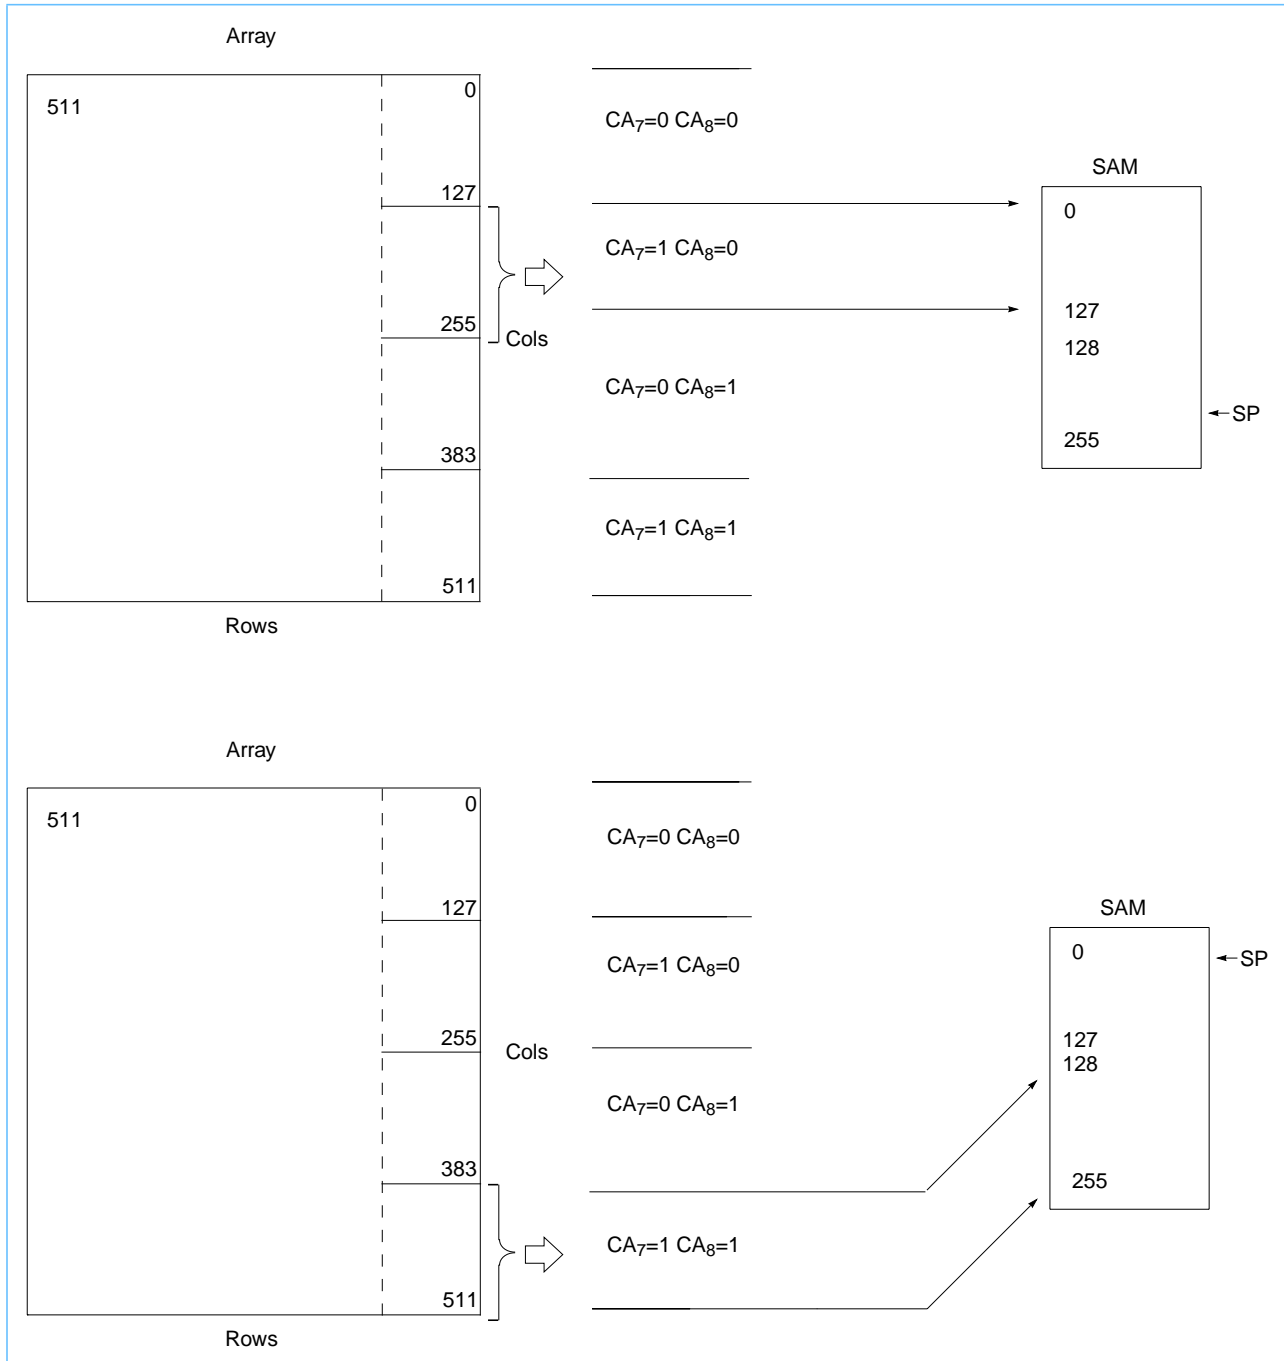 Array
511
0
127
255
383
511
Cols
Rows
CA7=0 CA8=0
CA7=1 CA8=0
CA7=0 CA8=1
CA7=1 CA8=1
SAM
0
127
128
255
SP
Array
511
0
127
255
383
511
Cols
Rows
CA7=0 CA8=0
CA7=1 CA8=0
CA7=0 CA8=1
CA7=1 CA8=1
SAM
0
127
128
255
SP